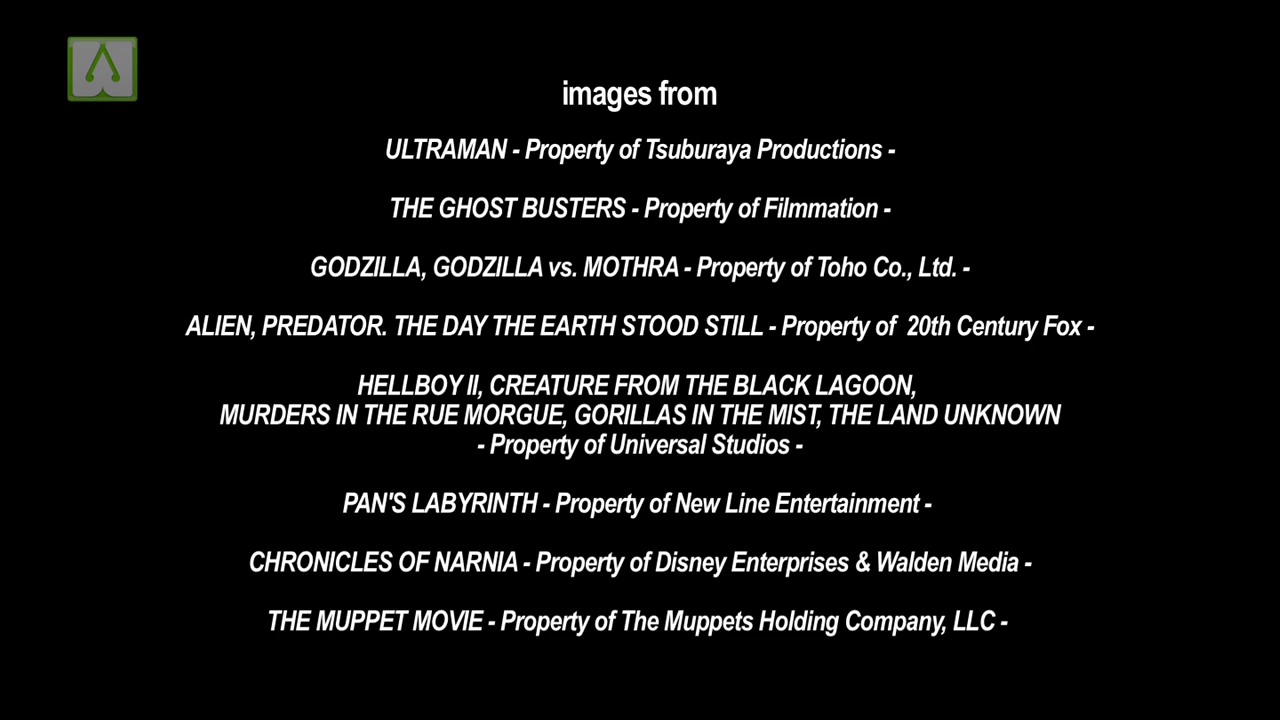 images from
ULTRAMAN - Property of Tsuburaya Productions -
THE GHOST BUSTERS - Property of Filmmation -
GODZILLA, GODZILLA vs. MOTHRA - Property of Toho Co., Ltd. -
ALIEN, PREDATOR. THE DAY THE EARTH STOOD STILL - Property of 20th Century Fox -
HELLBOY II, CREATURE FROM THE BLACK LAGOON,
MURDERS IN THE RUE MORGUE, GORILLAS IN THE MIST, THE LAND UNKNOWN
- Property of Universal Studios -
PAN'S LABYRINTH - Property of New Line Entertainment -
CHRONICLES OF NARNIA - Property of Disney Enterprises & Walden Media -
THE MUPPET MOVIE - Property of The Muppets Holding Company, LLC -